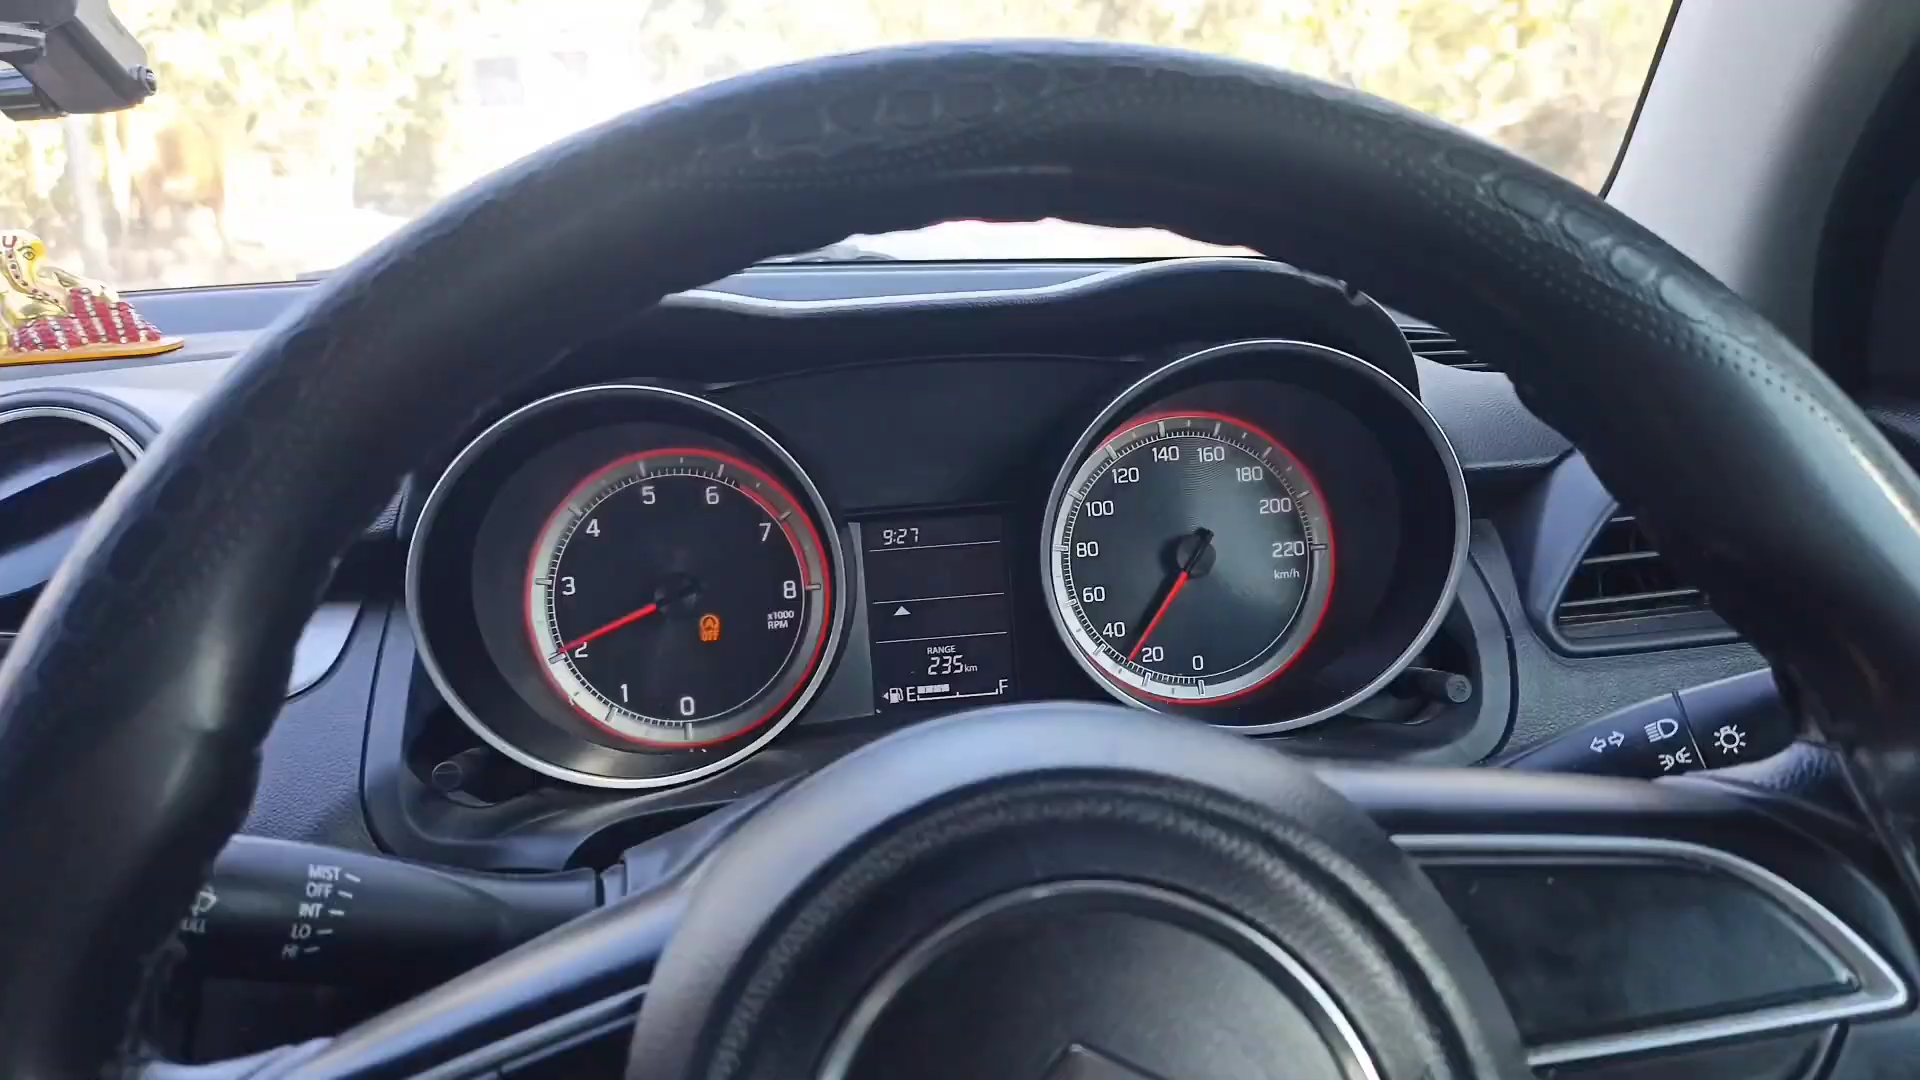 5 6
4 7
3 8
x1000
RPM
OFF
2
1 0
9:27
RANGE
235km
E F
140 160
120 180
100 200
80 220
km/h
60
40
20 0
MIST
OFF
INT
LO
HI